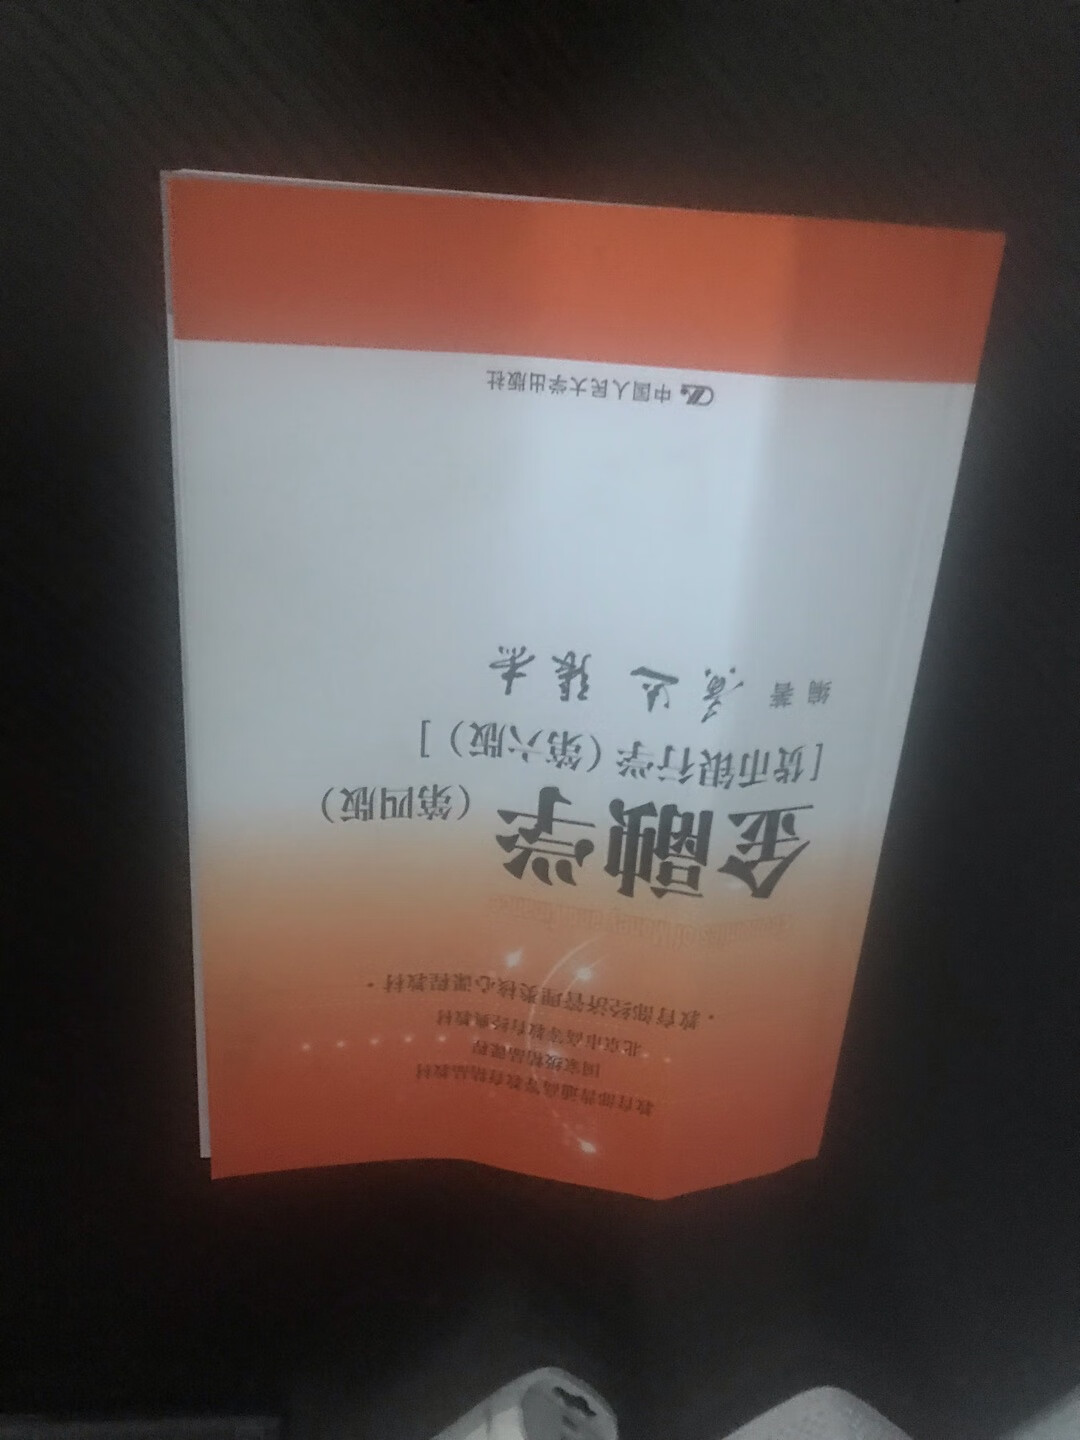 教育部普通高等教育精品教材
国家级精品课程
北京市高等教育经典教材
·教育部经济管理类核心课程教材·
金融学（第四版）
[货币银行学（第六版）]
编著 黄达 张杰
中国人民大学出版社